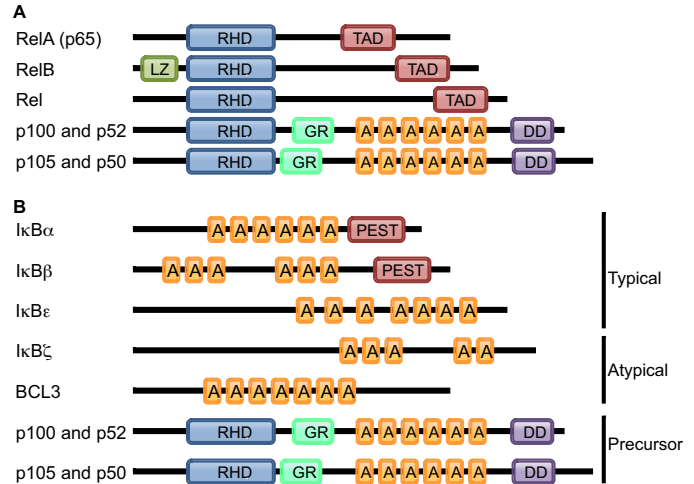 A
RelA (p65) RHD TAD
RelB LZ RHD TAD
Rel RHD TAD
p100 and p52 RHD GR A A A A A A DD
p105 and p50 RHD GR A A A A A A DD
B
IκBα A A A A A A PEST
IκBβ A A A A A A PEST
Typical
IκBε A A A A A A A
IκBζ A A A A A
Atypical
BCL3 A A A A A A A
p100 and p52 RHD GR A A A A A A DD
Precursor
p105 and p50 RHD GR A A A A A A DD